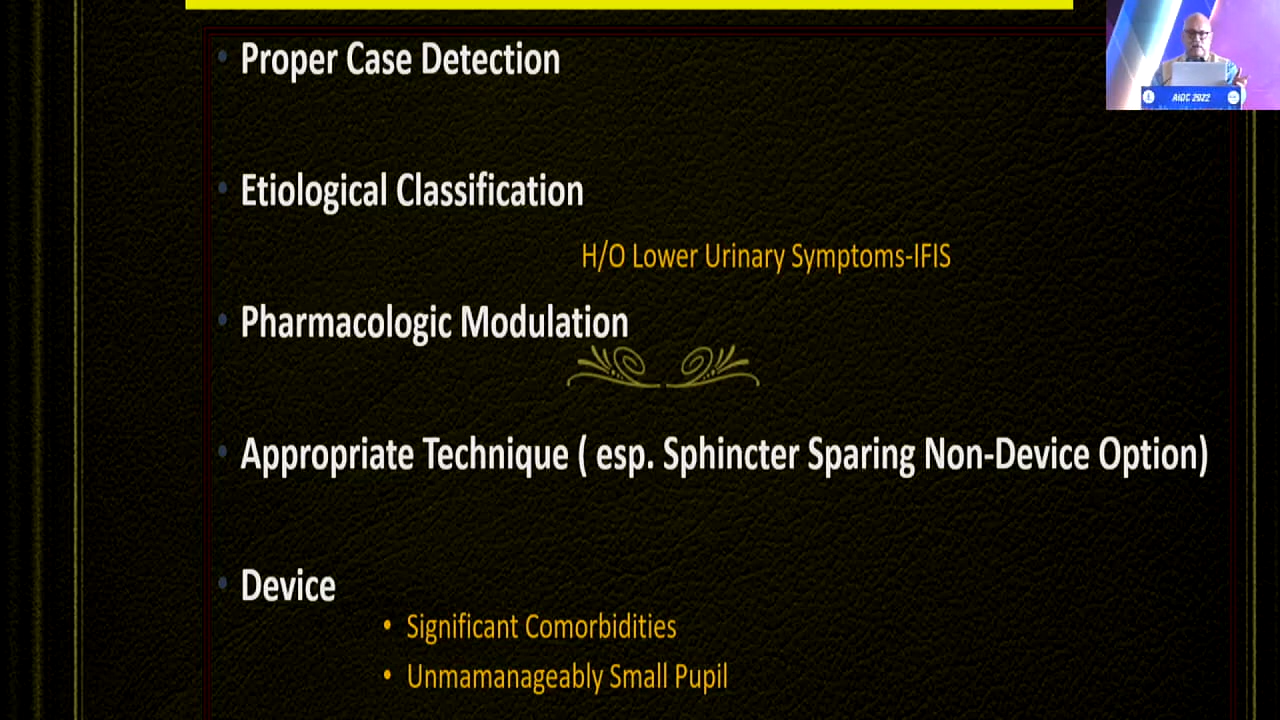 Proper Case Detection
Etiological Classification
H/O Lower Urinary Symptoms-IFIS
Pharmacologic Modulation
Appropriate Technique ( esp. Sphincter Sparing Non-Device Option)
Device
Significant Comorbidities
Unmamanageably Small Pupil
AIOC 2022